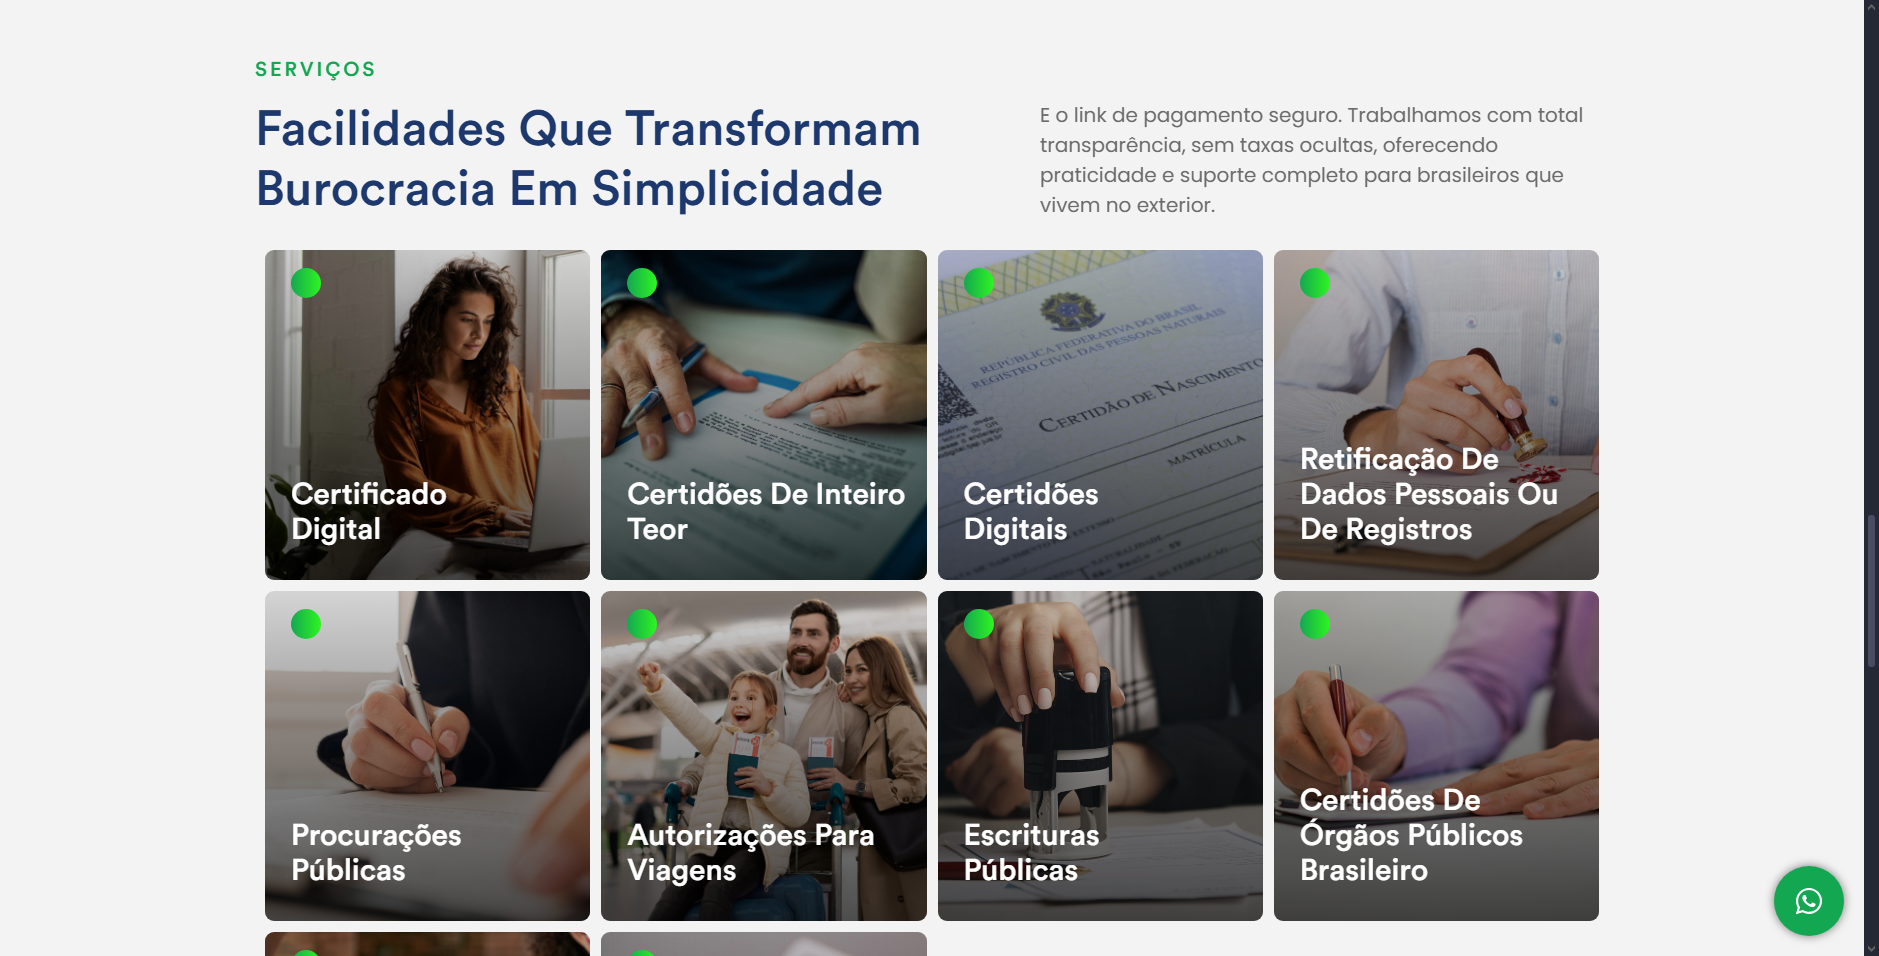 SERVIÇOS
Facilidades Que Transformam
Burocracia Em Simplicidade
E o link de pagamento seguro. Trabalhamos com total
transparência, sem taxas ocultas, oferecendo
praticidade e suporte completo para brasileiros que
vivem no exterior.
Certificado
Digital
Certidões De Inteiro
Teor
REPÚBLICA FEDERATIVA DO BRASIL
REGISTRO CIVIL DAS PESSOAS NATURAIS
CERTIDÃO DE NASCIMENTO
MATRÍCULA
Certidões
Digitais
Retificação De
Dados Pessoais Ou
De Registros
Procurações
Públicas
Autorizações Para
Viagens
Escrituras
Públicas
Certidões De
Órgãos Públicos
Brasileiro